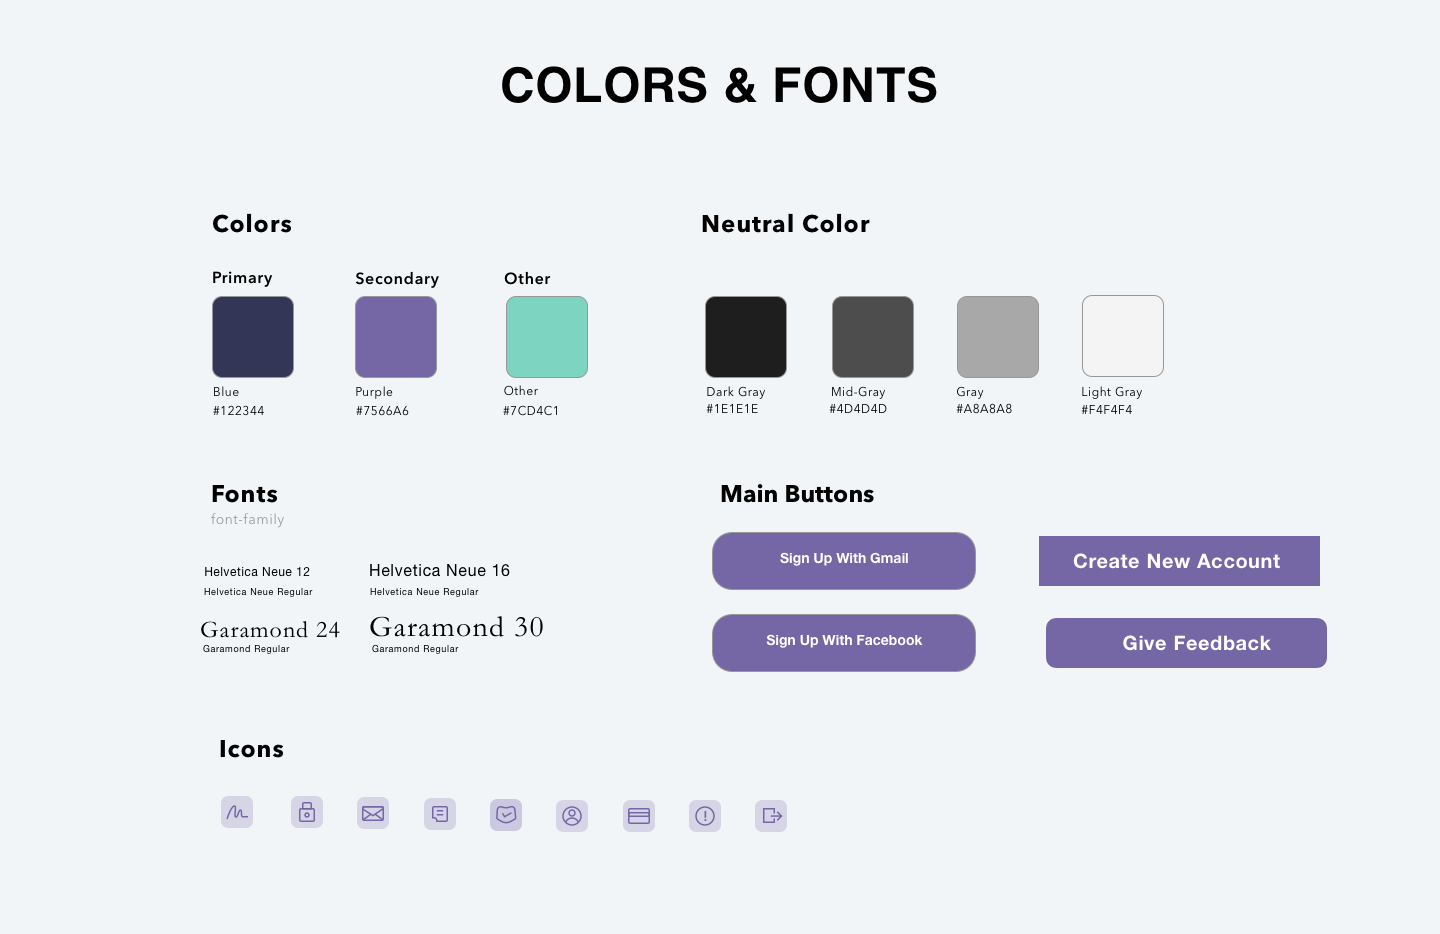 COLORS & FONTS
Colors
Neutral Color
Primary
Secondary
Other
Blue
#122344
Purple
#7566A6
Other
#7CD4C1
Dark Gray
#1E1E1E
Mid-Gray
#4D4D4D
Gray
#A8A8A8
Light Gray
#F4F4F4
Fonts
font-family
Helvetica Neue 12
Helvetica Neue Regular
Helvetica Neue 16
Helvetica Neue Regular
Garamond 24
Garamond Regular
Garamond 30
Garamond Regular
Main Buttons
Sign Up With Gmail
Create New Account
Sign Up With Facebook
Give Feedback
Icons